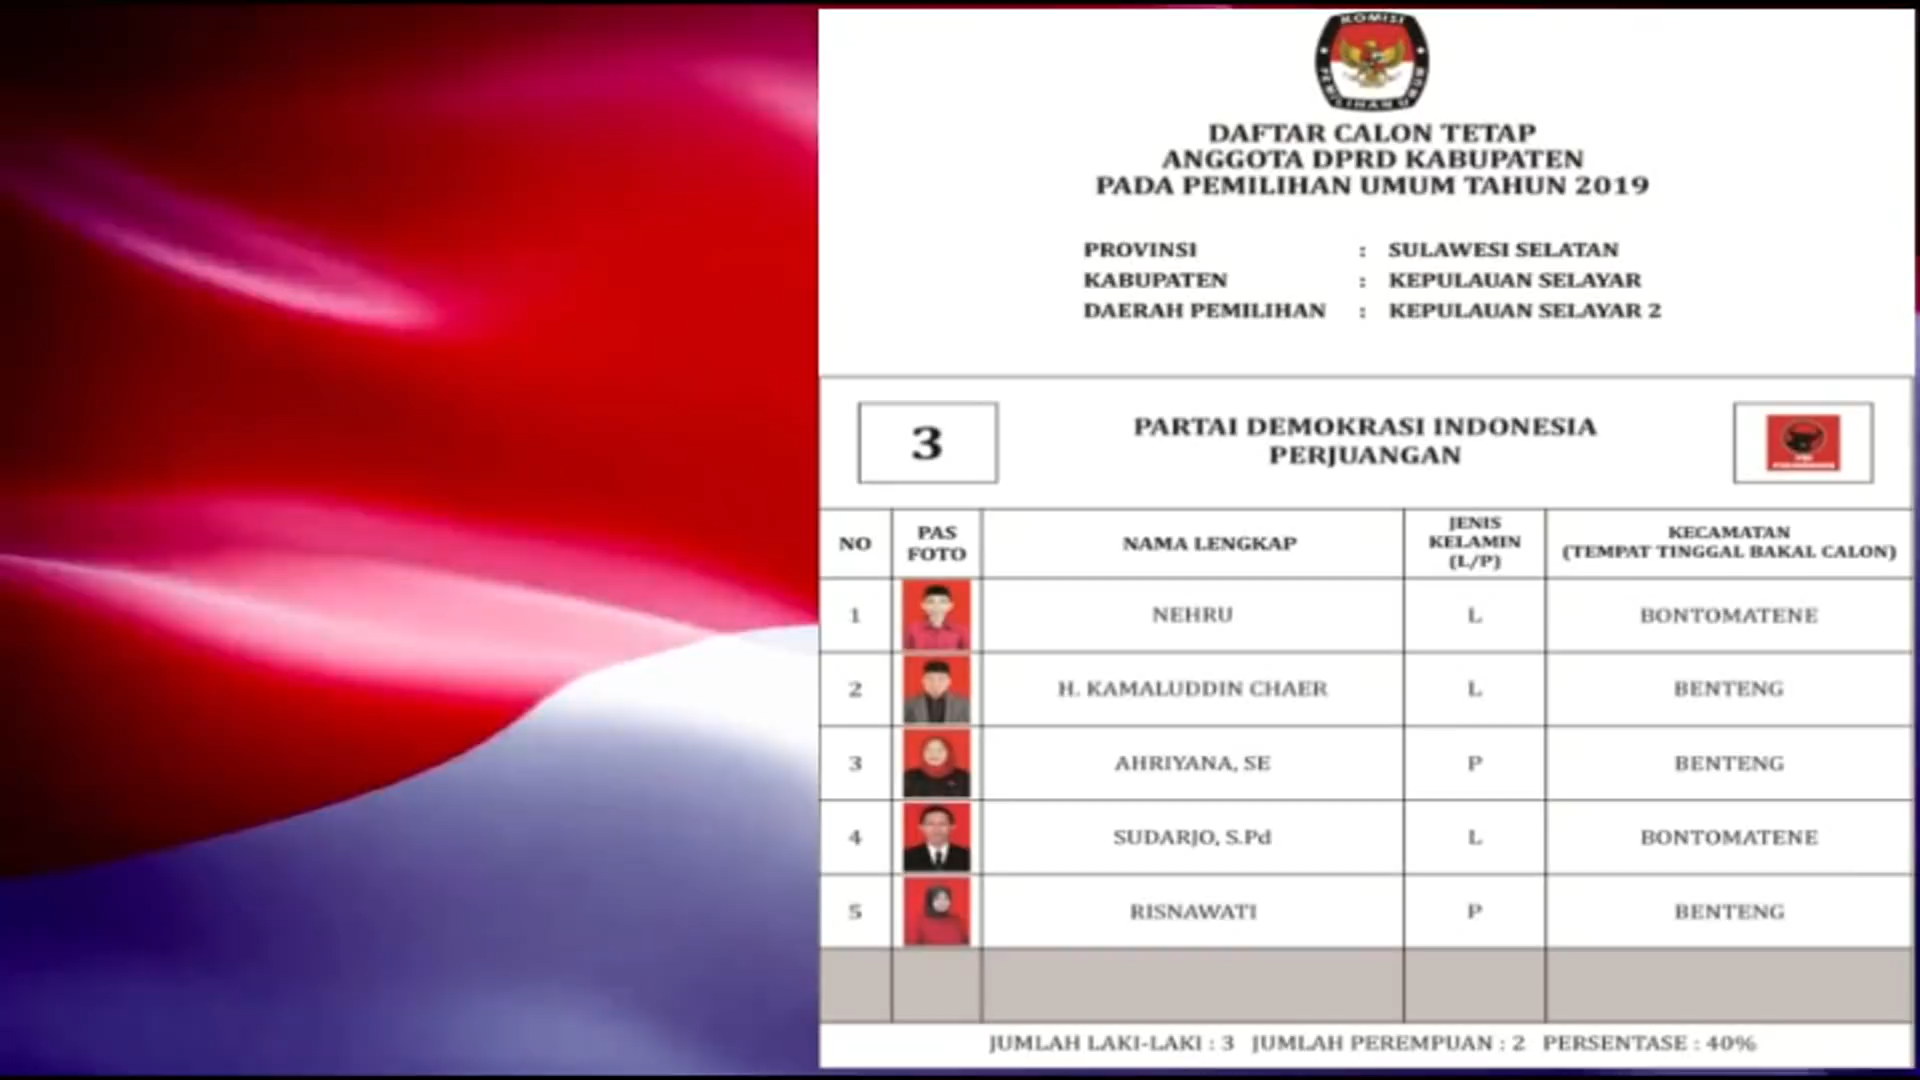 KOMISI
PEMILIHAN UMUM
DAFTAR CALON TETAP
ANGGOTA DPRD KABUPATEN
PADA PEMILIHAN UMUM TAHUN 2019
PROVINSI : SULAWESI SELATAN
KABUPATEN : KEPULAUAN SELAYAR
DAERAH PEMILIHAN : KEPULAUAN SELAYAR 2
3
PARTAI DEMOKRASI INDONESIA
PERJUANGAN
NO PAS FOTO NAMA LENGKAP JENIS KELAMIN (L/P) KECAMATAN (TEMPAT TINGGAL BAKAL CALON)
1 NEHRU L BONTOMATENE
2 H. KAMALUDDIN CHAER L BENTENG
3 AHRIYANA, SE P BENTENG
4 SUDARJO, S.Pd L BONTOMATENE
5 RISNAWATI P BENTENG
JUMLAH LAKI-LAKI : 3 JUMLAH PEREMPUAN : 2 PERSENTASE : 40%